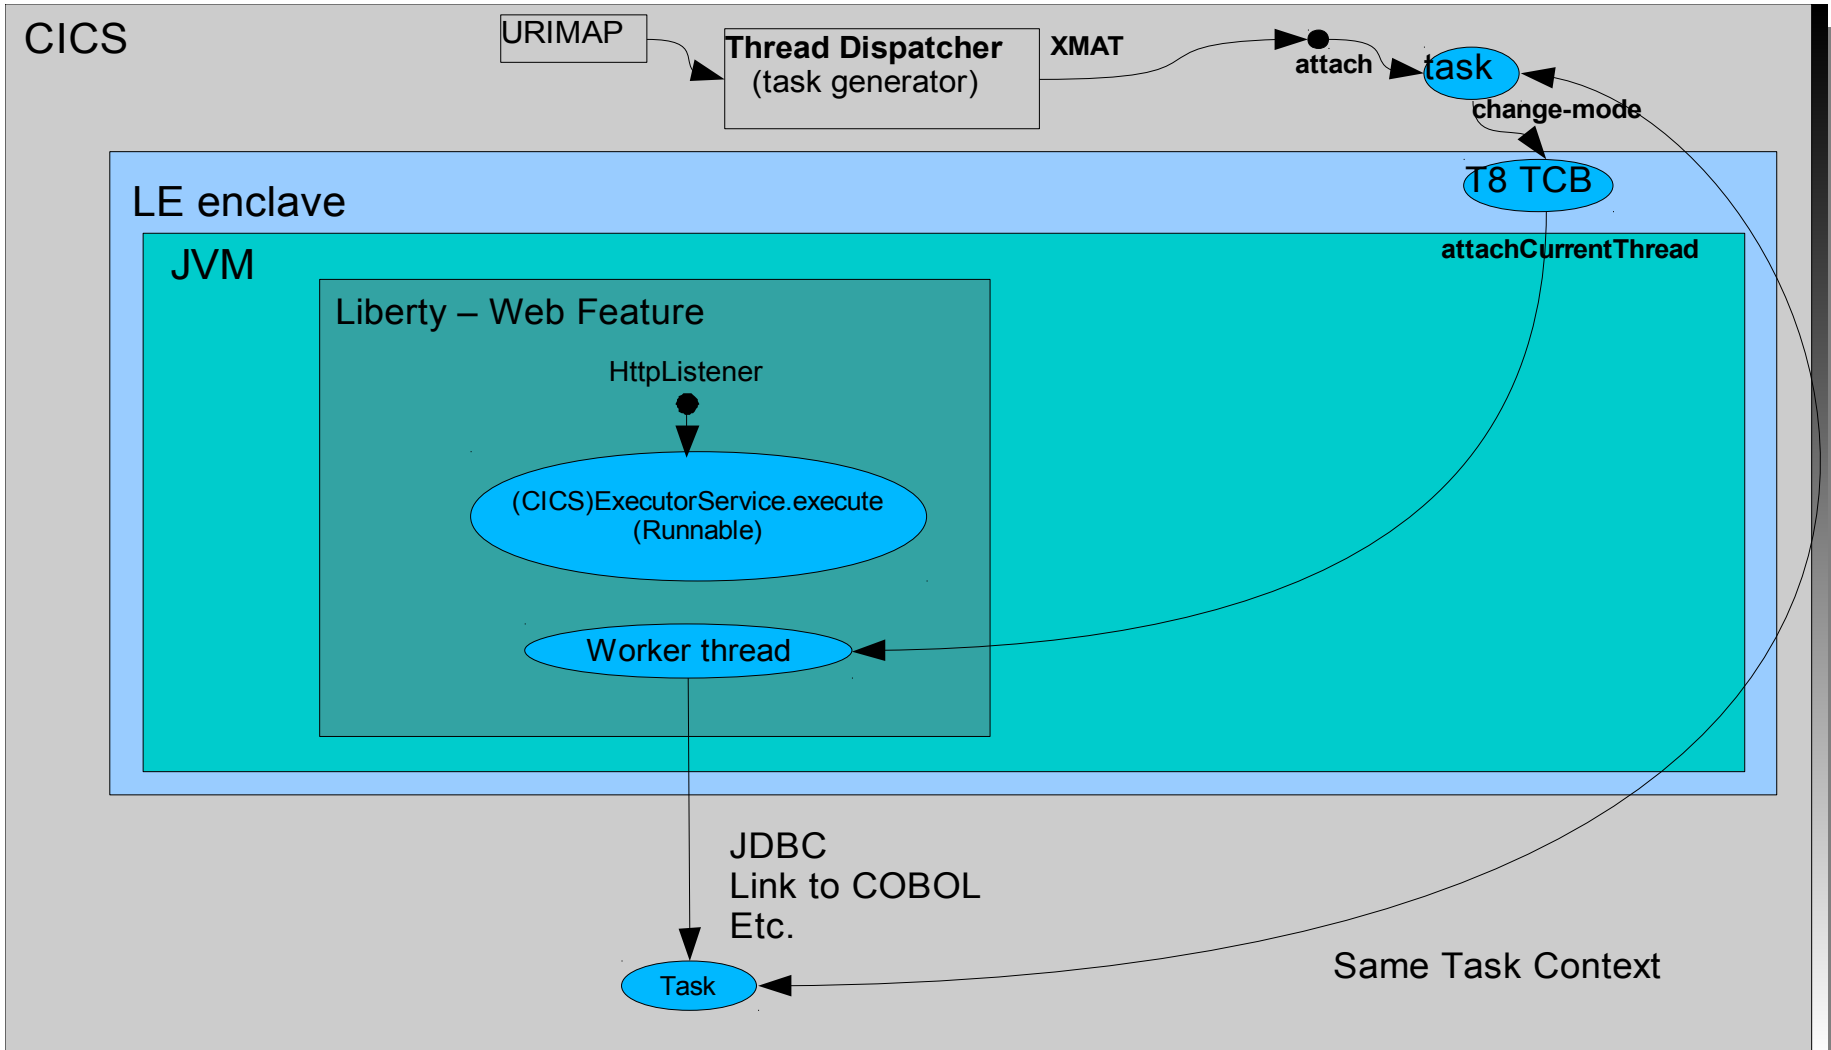 CICS
URIMAP
Thread Dispatcher
(task generator)
XMAT
attach
task
change-mode
LE enclave
T8 TCB
JVM
attachCurrentThread
Liberty – Web Feature
HttpListener
(CICS)ExecutorService.execute
(Runnable)
Worker thread
JDBC
Link to COBOL
Etc.
Same Task Context
Task